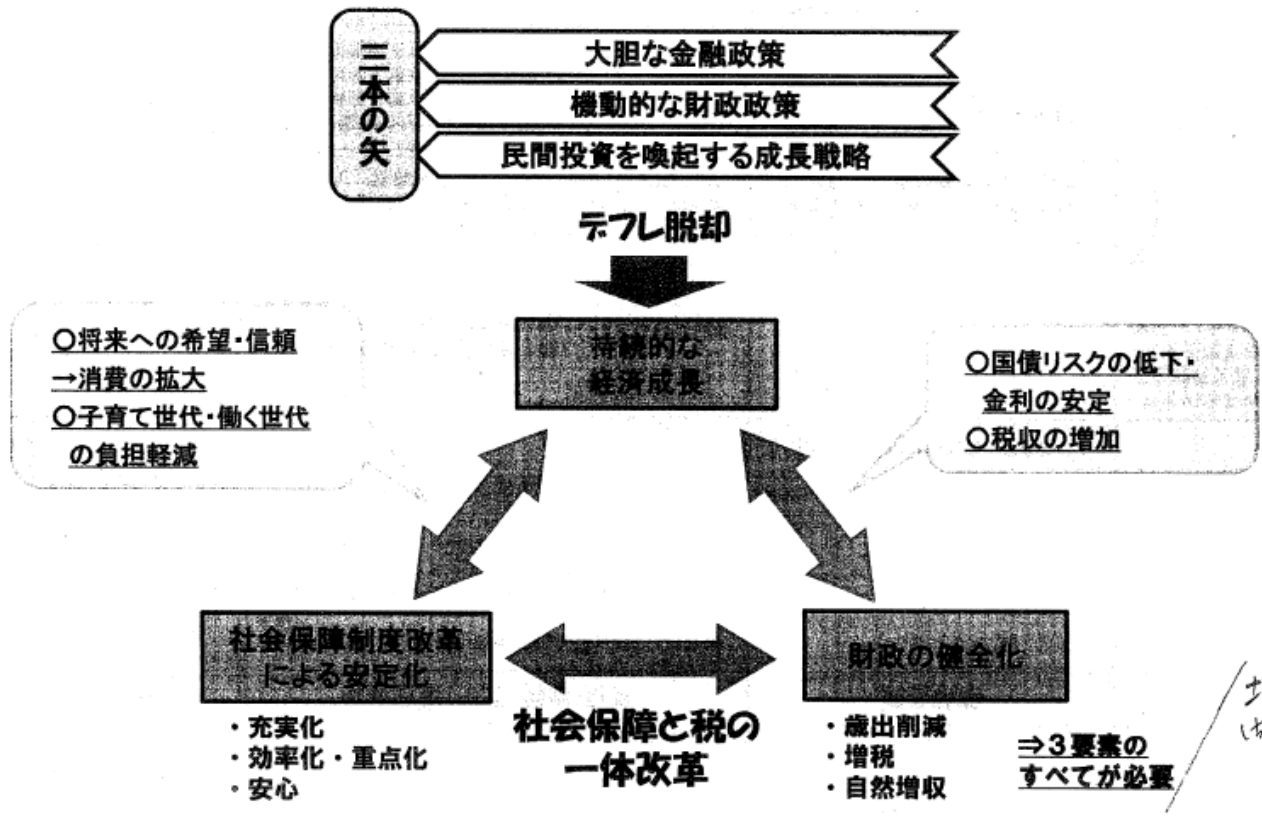 三本の矢
大胆な金融政策
機動的な財政政策
民間投資を喚起する成長戦略
デフレ脱却
持続的な
経済成長
○将来への希望・信頼
→消費の拡大
○子育て世代・働く世代
の負担軽減
○国債リスクの低下・
金利の安定
○税収の増加
社会保障制度改革
による安定化
・充実化
・効率化・重点化
・安心
社会保障と税の
一体改革
財政の健全化
・歳出削減
・増税
・自然増収
⇒3要素の
すべてが必要